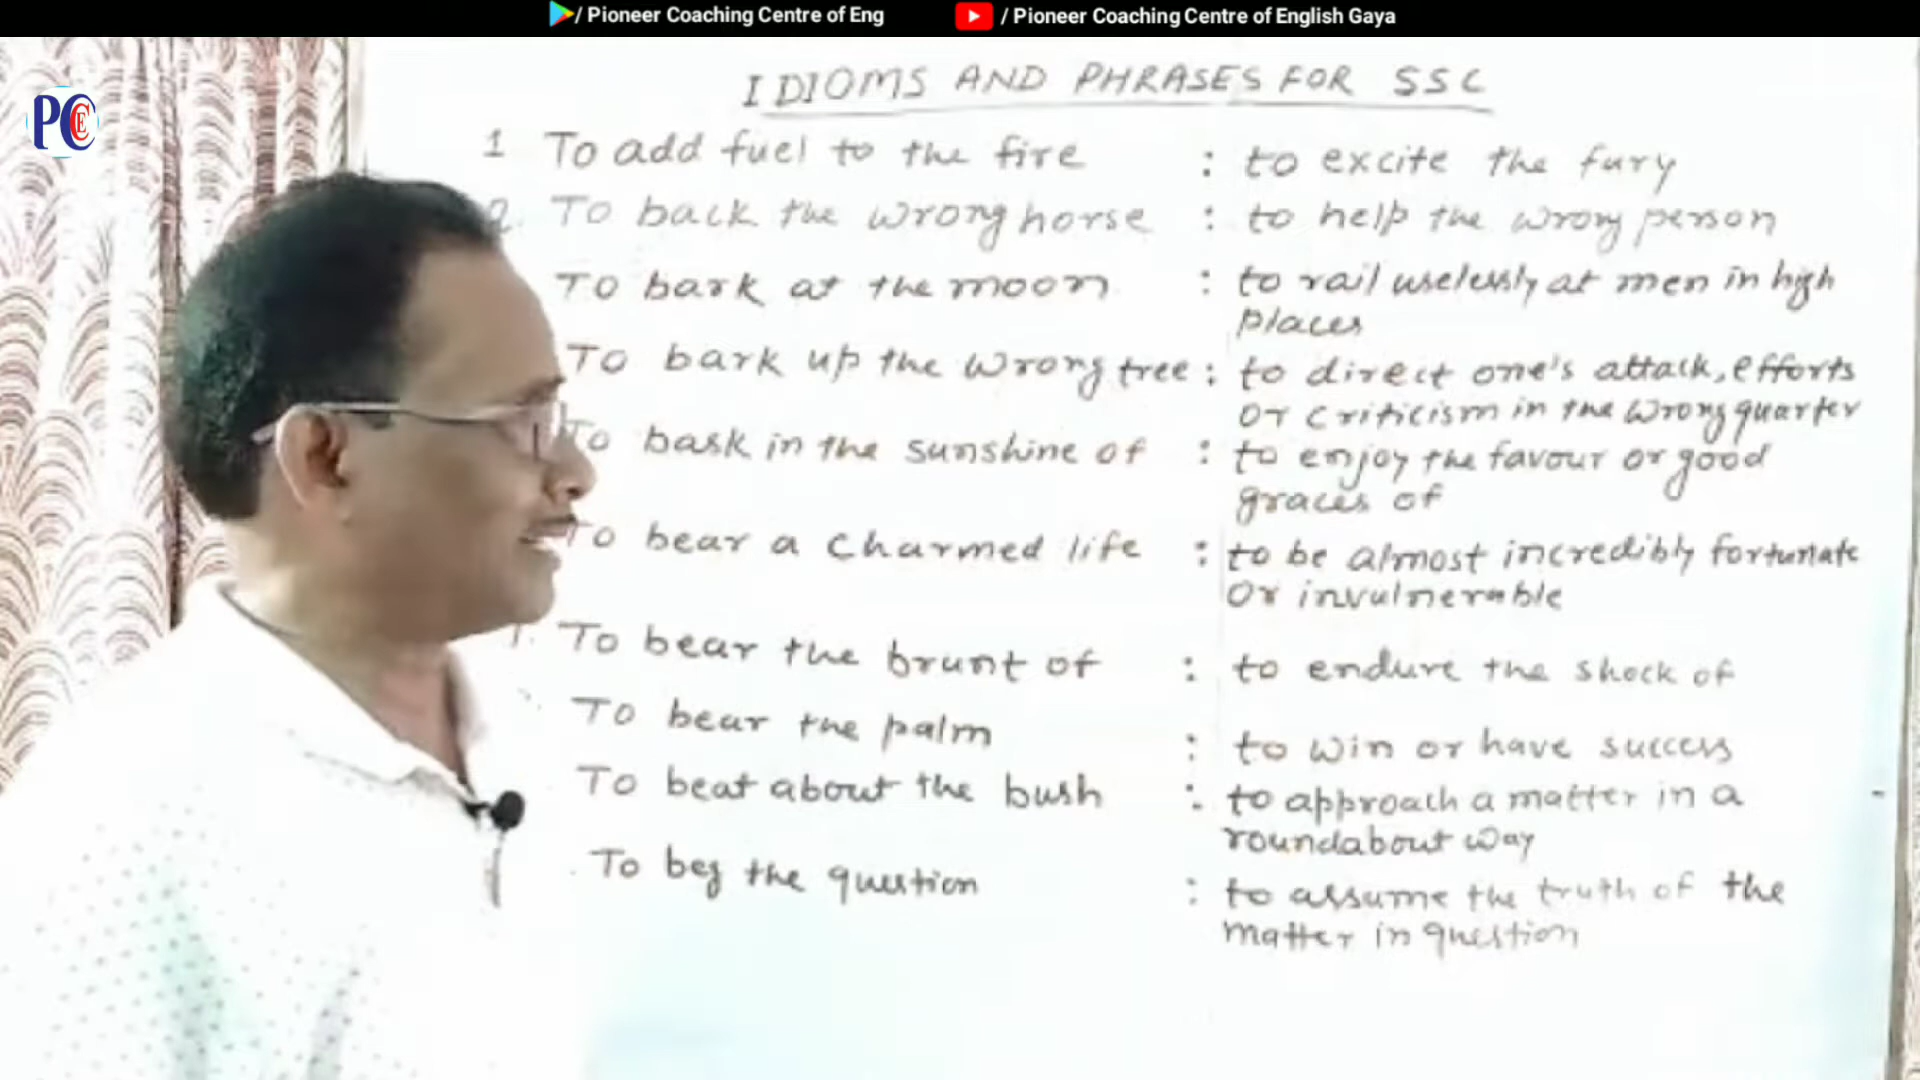 / Pioneer Coaching Centre of Eng
/ Pioneer Coaching Centre of English Gaya
PCCE
IDIOMS AND PHRASES FOR SSC
1 To add fuel to the fire : to excite the fury
2. To back the wrong horse : to help the wrong person
To bark at the moon : to rail uselessly at men in high
places
To bark up the wrong tree : to direct one's attack, efforts
or criticism in the wrong quarter
To bask in the sunshine of : to enjoy the favour or good
graces of
To bear a charmed life : to be almost incredibly fortunate
or invulnerable
To bear the brunt of : to endure the shock of
To bear the palm : to win or have success
To beat about the bush : to approach a matter in a
roundabout way
To beg the question : to assume the truth of the
matter in question